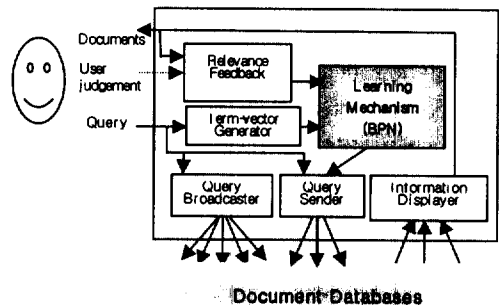 Documents
User
judgement
Query
Relevance
Feedback
Term-vector
Generator
Learning
Mechanism
(BPN)
Query
Broadcaster
Query
Sender
Information
Displayer
Document Databases